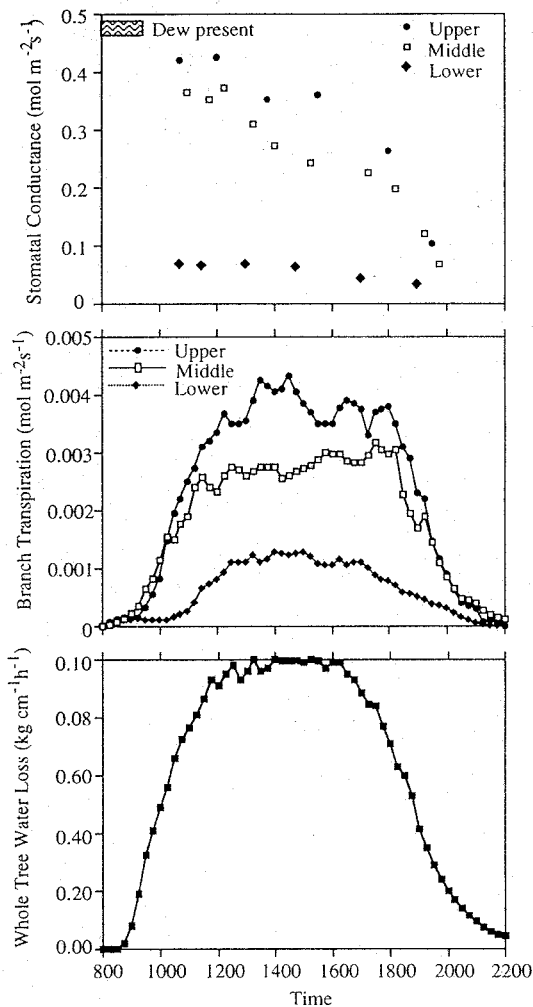 0.5
Dew present
Upper
Middle
Lower
0.4
0.3
0.2
0.1
0
Stomatal Conductance (mol m⁻²s⁻¹)
0.005
Upper
Middle
Lower
0.004
0.003
0.002
0.001
0
Branch Transpiration (mol m⁻²s⁻¹)
0.10
0.80
0.60
0.40
0.20
0.00
Whole Tree Water Loss (kg cm⁻¹h⁻¹)
800 1000 1200 1400 1600 1800 2000 2200
Time